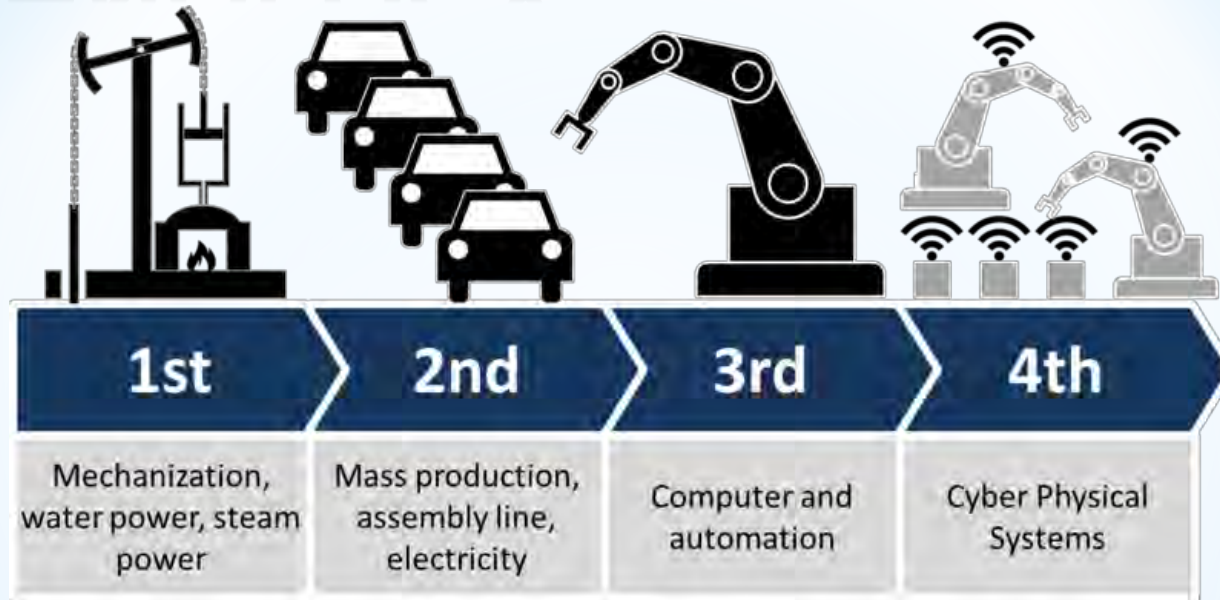 1st
2nd
3rd
4th
Mechanization,
water power, steam
power
Mass production,
assembly line,
electricity
Computer and
automation
Cyber Physical
Systems